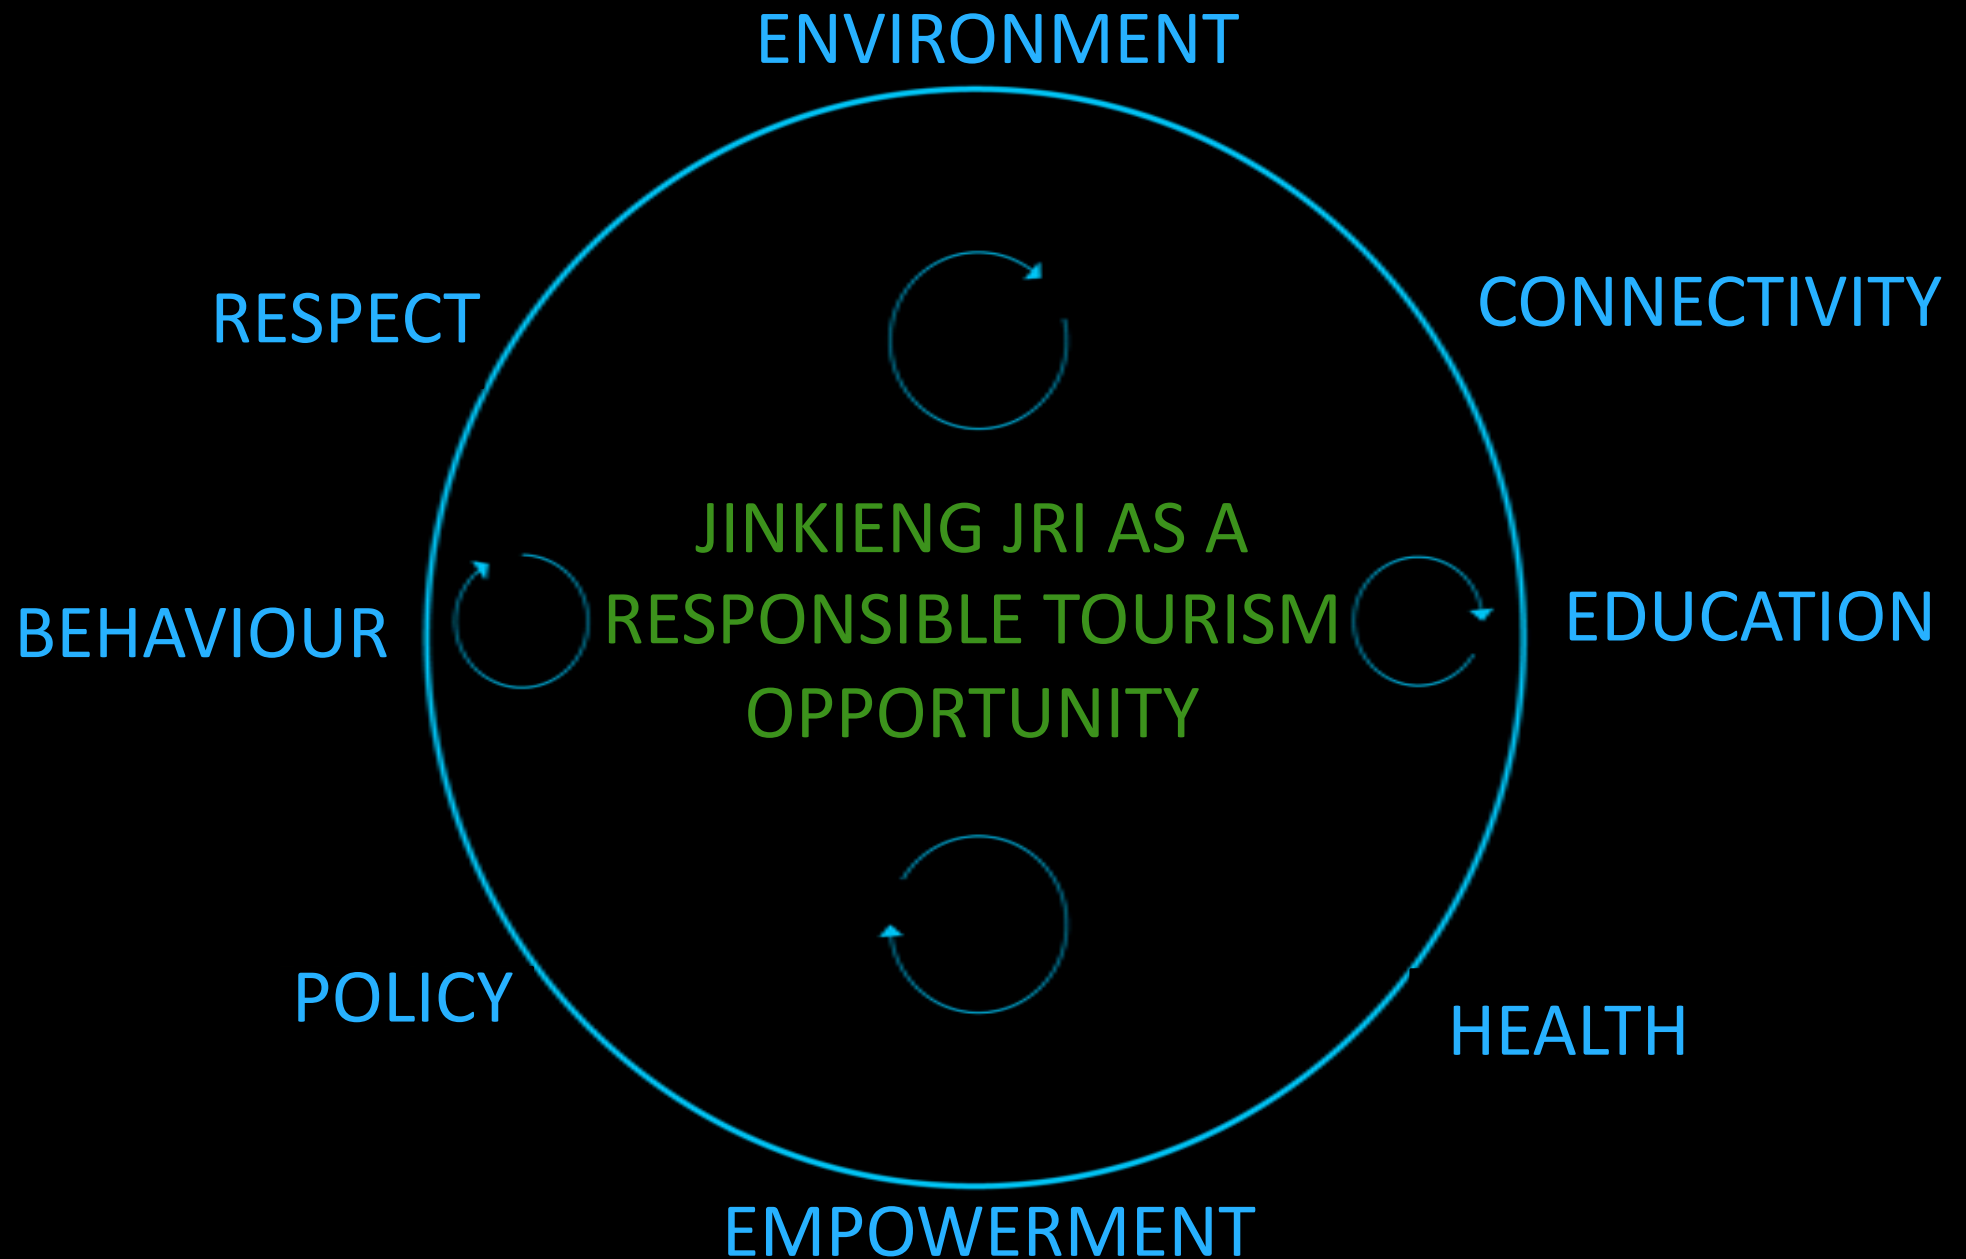 ENVIRONMENT
RESPECT
CONNECTIVITY
JINKIENG JRI AS A
RESPONSIBLE TOURISM
OPPORTUNITY
BEHAVIOUR
EDUCATION
POLICY
HEALTH
EMPOWERMENT